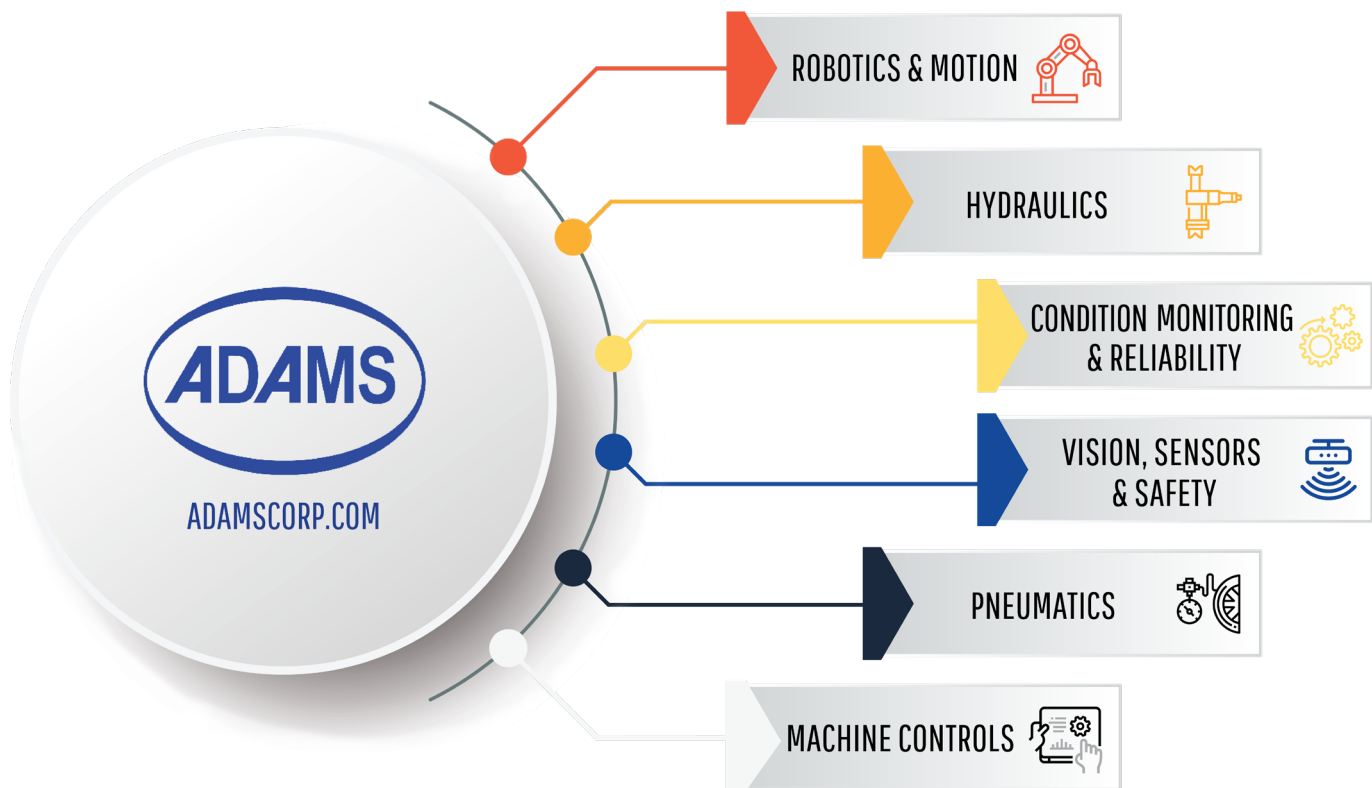 ADAMS
ADAMSCORP.COM
ROBOTICS & MOTION
HYDRAULICS
CONDITION MONITORING
& RELIABILITY
VISION, SENSORS
& SAFETY
PNEUMATICS
MACHINE CONTROLS